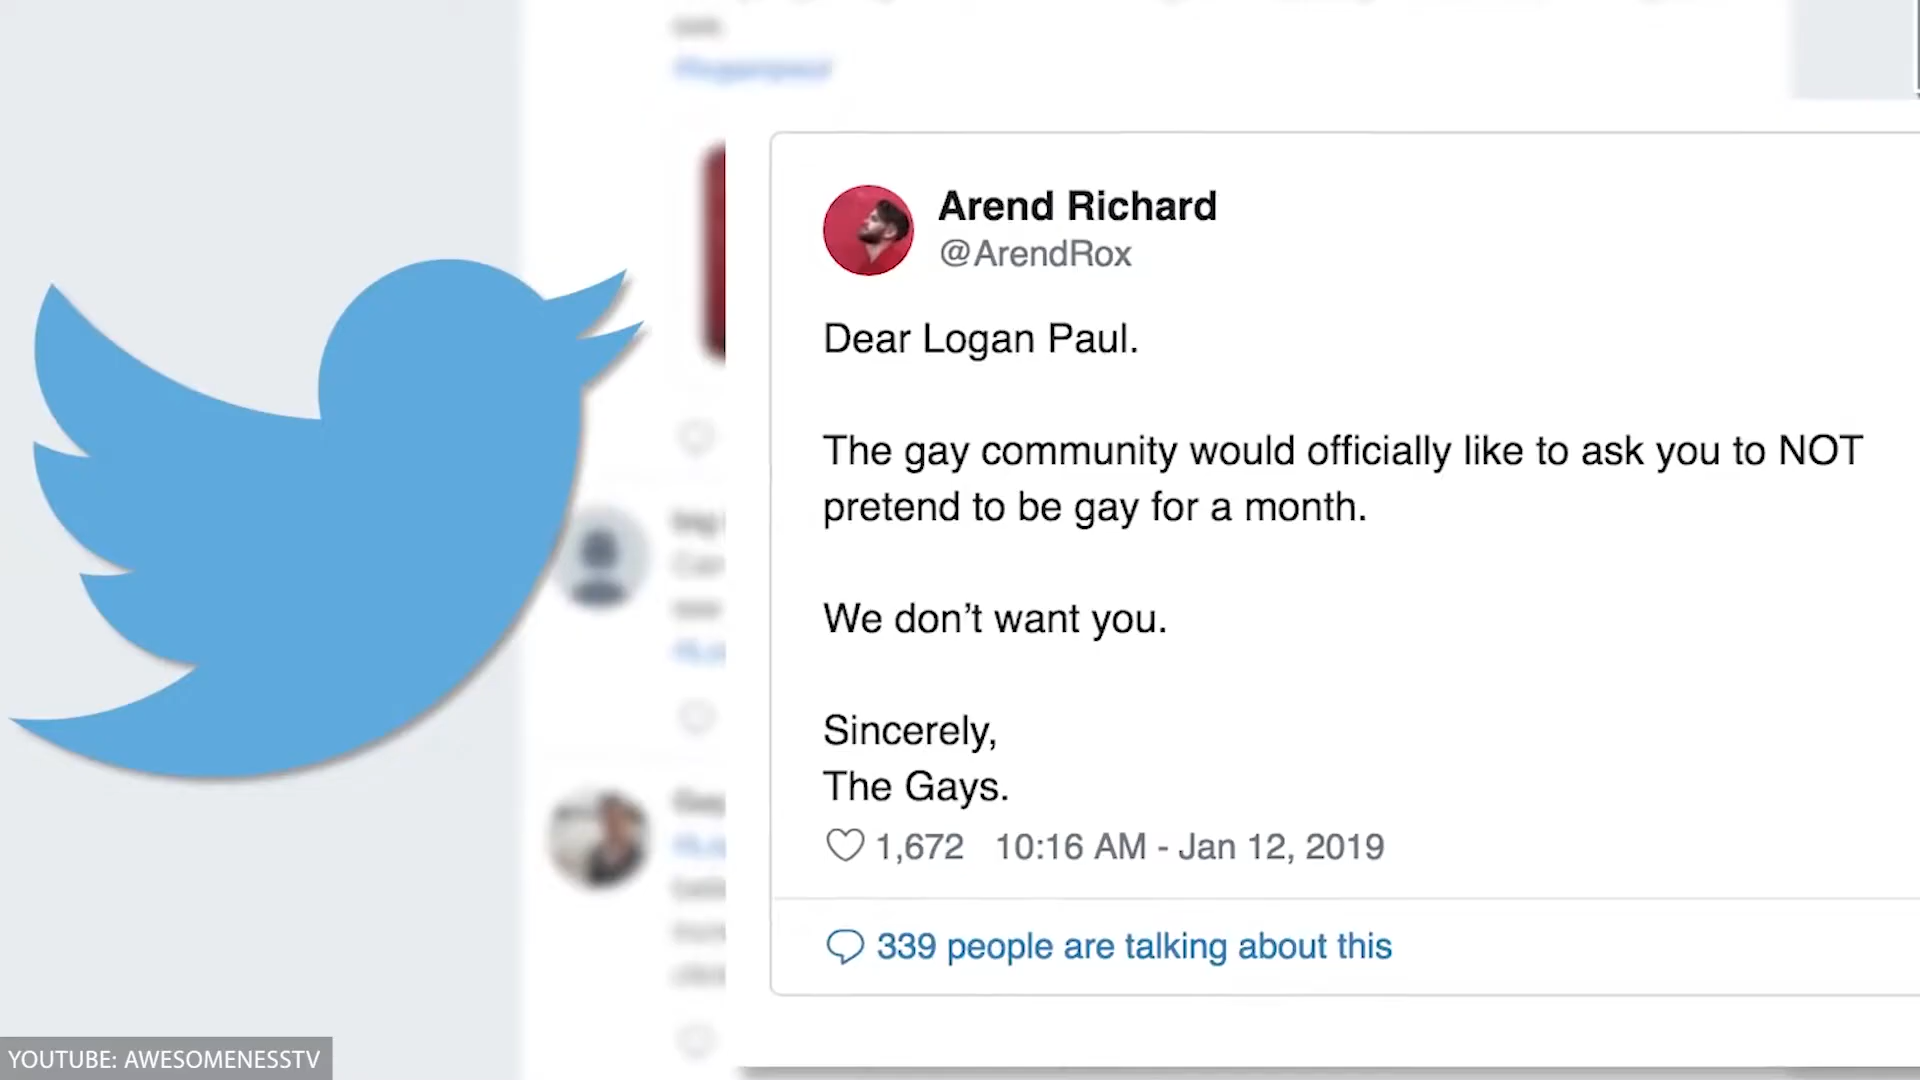 Arend Richard
@ArendRox
Dear Logan Paul.
The gay community would officially like to ask you to NOT
pretend to be gay for a month.
We don’t want you.
Sincerely,
The Gays.
1,672 10:16 AM - Jan 12, 2019
339 people are talking about this
YOUTUBE: AWESOMENESSTV